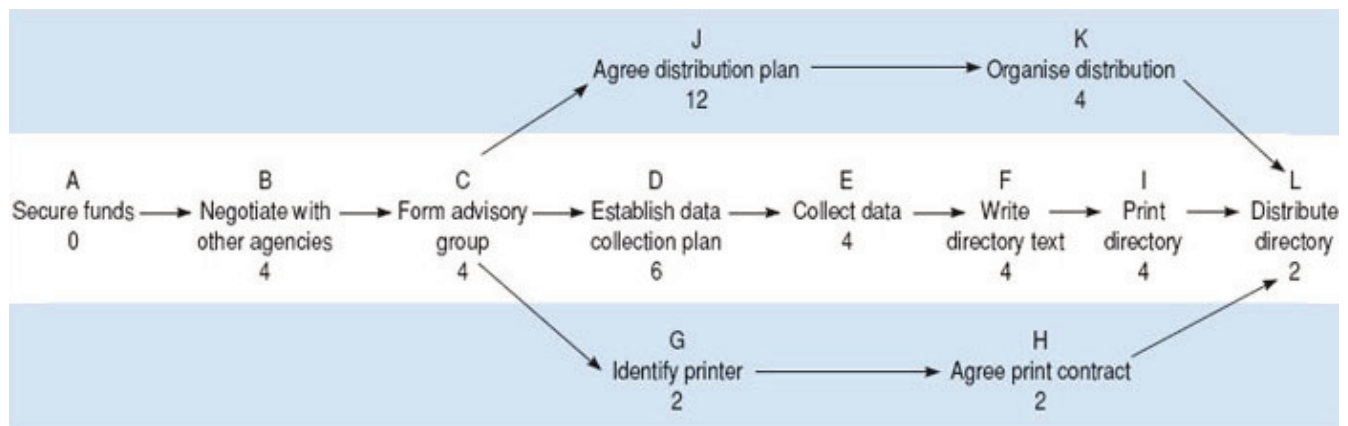 J
Agree distribution plan
12
K
Organise distribution
4
A
Secure funds
0
B
Negotiate with
other agencies
4
C
Form advisory
group
4
D
Establish data
collection plan
6
E
Collect data
4
F
Write
directory text
4
I
Print
directory
4
L
Distribute
directory
2
G
Identify printer
2
H
Agree print contract
2